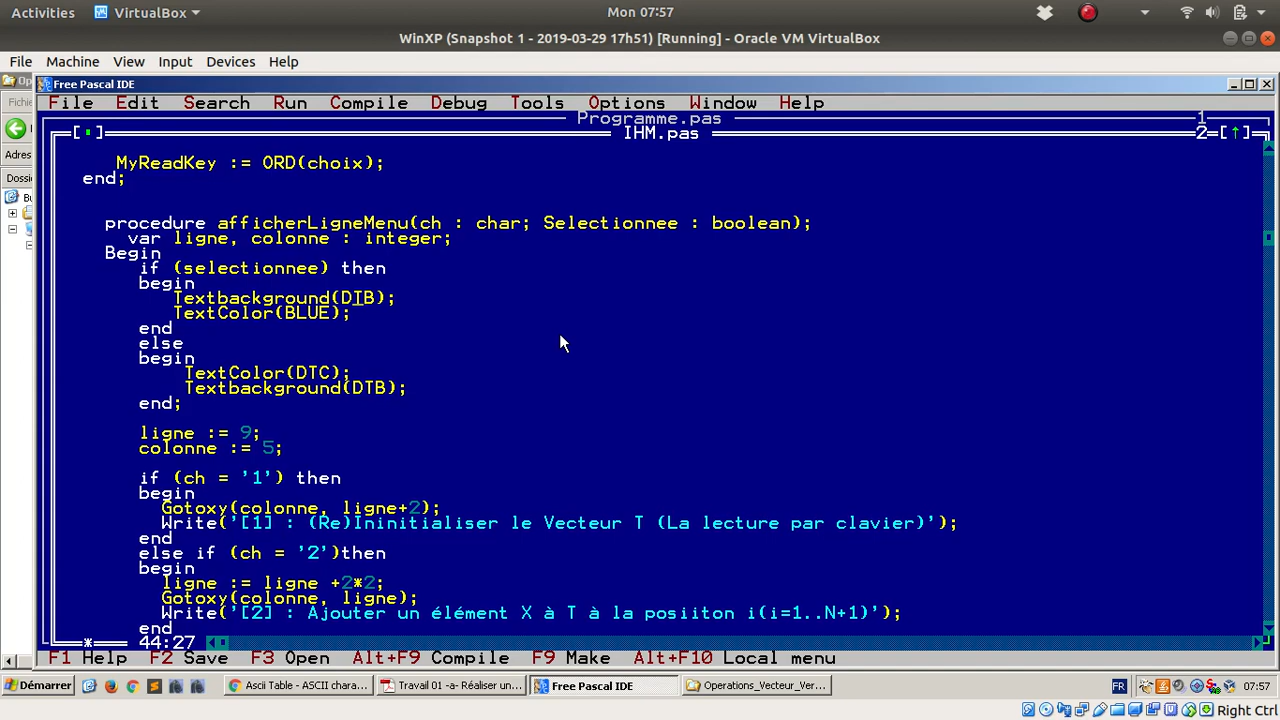 Activities VirtualBox Mon 07:57
WinXP (Snapshot 1 - 2019-03-29 17h51) [Running] - Oracle VM VirtualBox
File Machine View Input Devices Help
Free Pascal IDE
File Edit Search Run Compile Debug Tools Options Window Help
Programme.pas 1
IHM.pas 2
MyReadKey := ORD(choix);
end;
procedure afficherLigneMenu(ch : char; Selectionnee : boolean);
var ligne, colonne : integer;
Begin
if (selectionnee) then
begin
Textbackground(DTB);
TextColor(BLUE);
end
else
begin
TextColor(DTC);
Textbackground(DTB);
end;
ligne := 9;
colonne := 5;
if (ch = '1') then
begin
Gotoxy(colonne, ligne+2);
Write('[1] : (Re)Ininitialiser le Vecteur T (La lecture par clavier)');
end
else if (ch = '2')then
begin
ligne := ligne +2*2;
Gotoxy(colonne, ligne);
Write('[2] : Ajouter un élément X à T à la posiiton i(i=1..N+1)');
end
44:27
F1 Help F2 Save F3 Open Alt+F9 Compile F9 Make Alt+F10 Local menu
Démarrer Ascii Table - ASCII chara... Travail 01 -a- Réaliser un... Free Pascal IDE Operations_Vecteur_Ver... FR 07:57
Right Ctrl